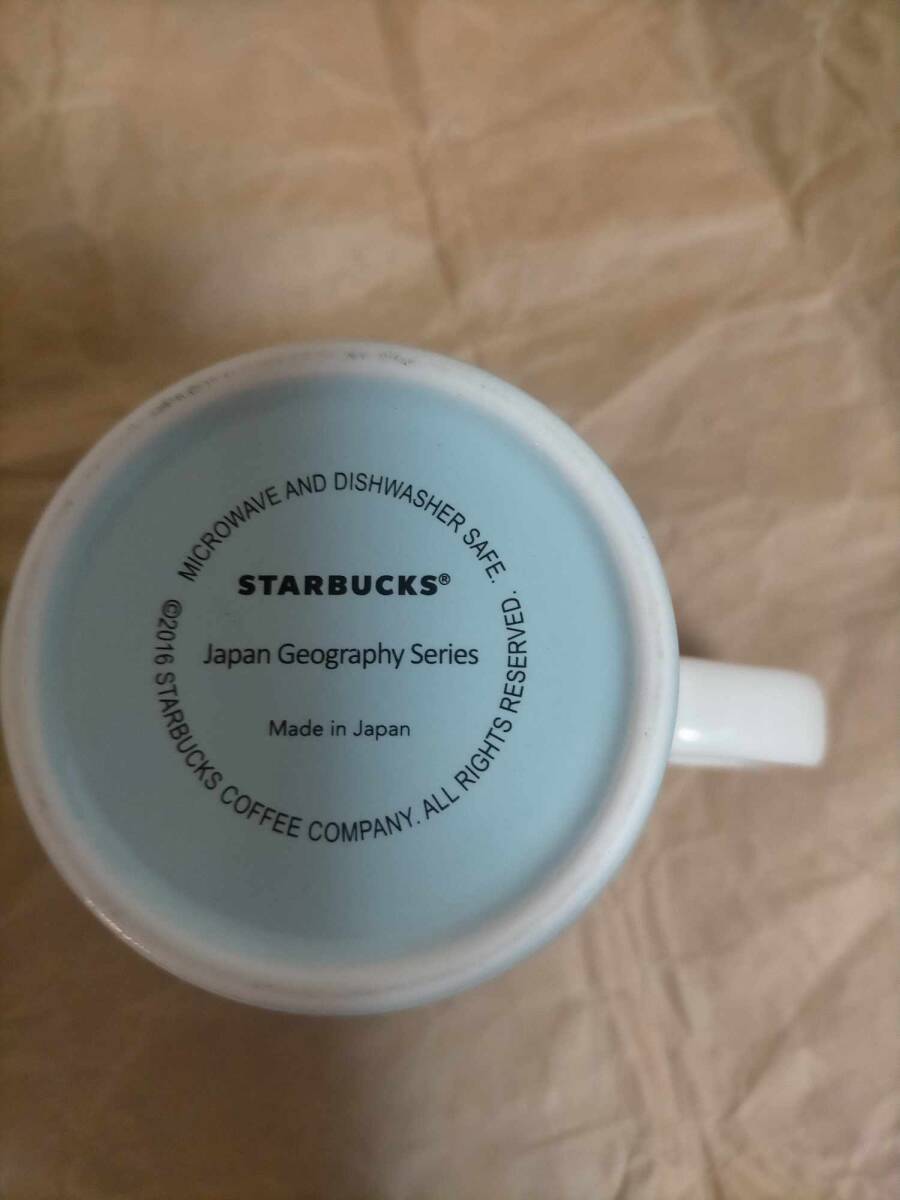 MICROWAVE AND DISHWASHER SAFE.
STARBUCKS®
Japan Geography Series
Made in Japan
©2016 STARBUCKS COFFEE COMPANY. ALL RIGHTS RESERVED.